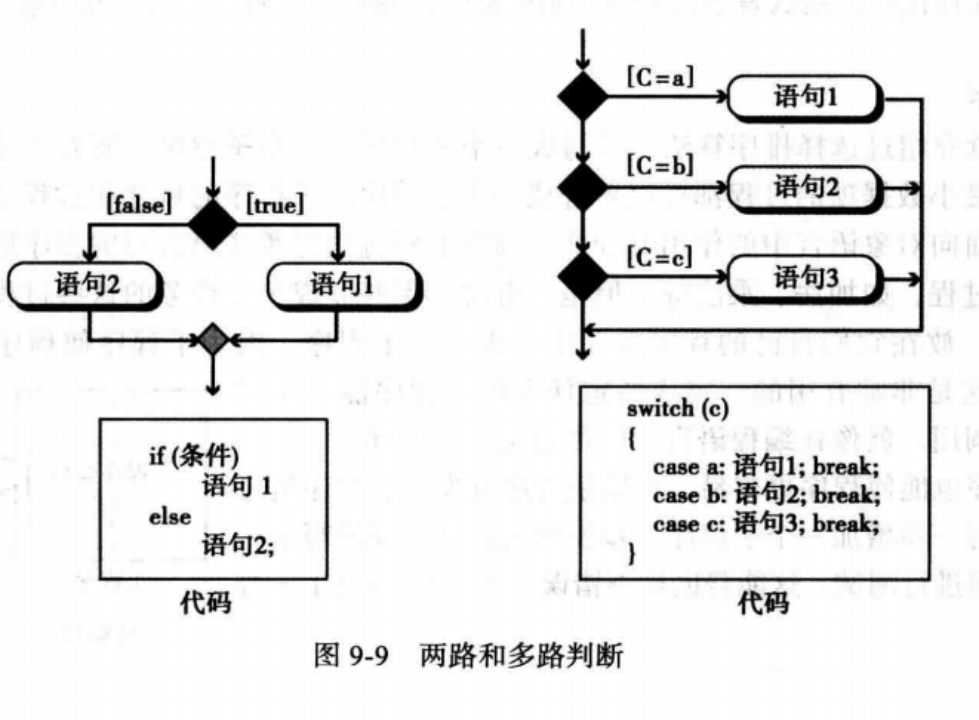 [false]
[true]
语句2
语句1
if (条件)
语句 1
else
语句2;
代码
[C=a]
语句1
[C=b]
语句2
[C=c]
语句3
switch (c)
{
case a: 语句1; break;
case b: 语句2; break;
case c: 语句3; break;
}
代码
图 9-9 两路和多路判断